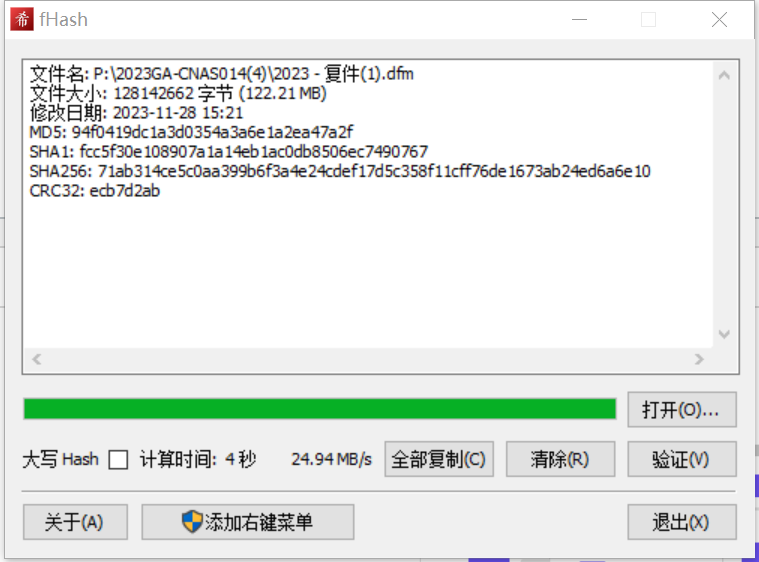 希 fHash
文件名: P:\2023GA-CNAS014(4)\2023 - 复件(1).dfm
文件大小: 128142662 字节 (122.21 MB)
修改日期: 2023-11-28 15:21
MD5: 94f0419dc1a3d0354a3a6e1a2ea47a2f
SHA1: fcc5f30e108907a1a14eb1ac0db8506ec7490767
SHA256: 71ab314ce5c0aa399b6f3a4e24cdef17d5c358f11cff76de1673ab24ed6a6e10
CRC32: ecb7d2ab
打开(O)...
大写 Hash 计算时间: 4 秒 24.94 MB/s 全部复制(C) 清除(R) 验证(V)
关于(A) 添加右键菜单 退出(X)